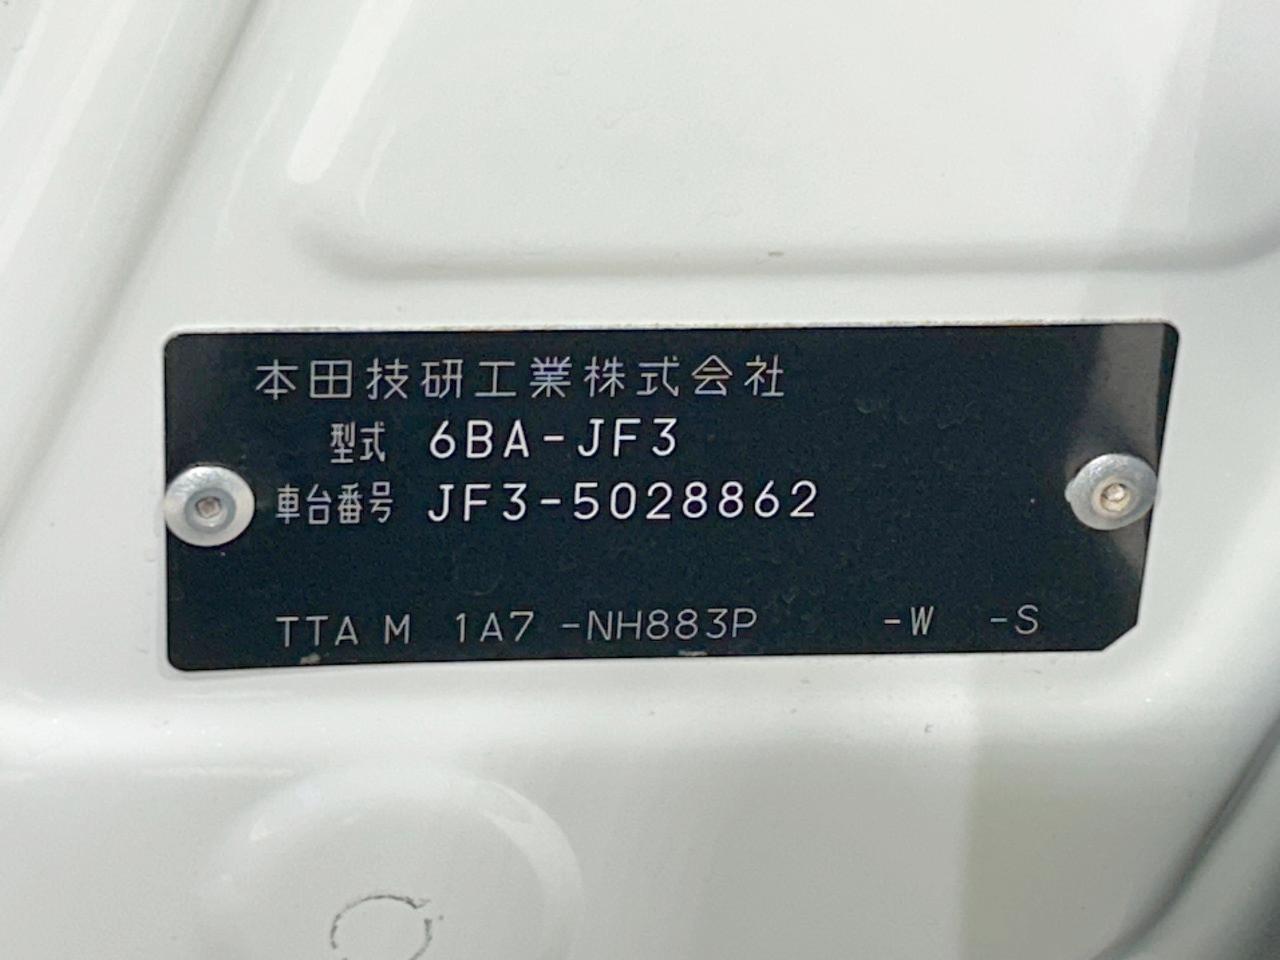 本田技研工業株式会社
型式 6BA-JF3
車台番号 JF3-5028862
TTA M 1A7 -NH883P -W -S